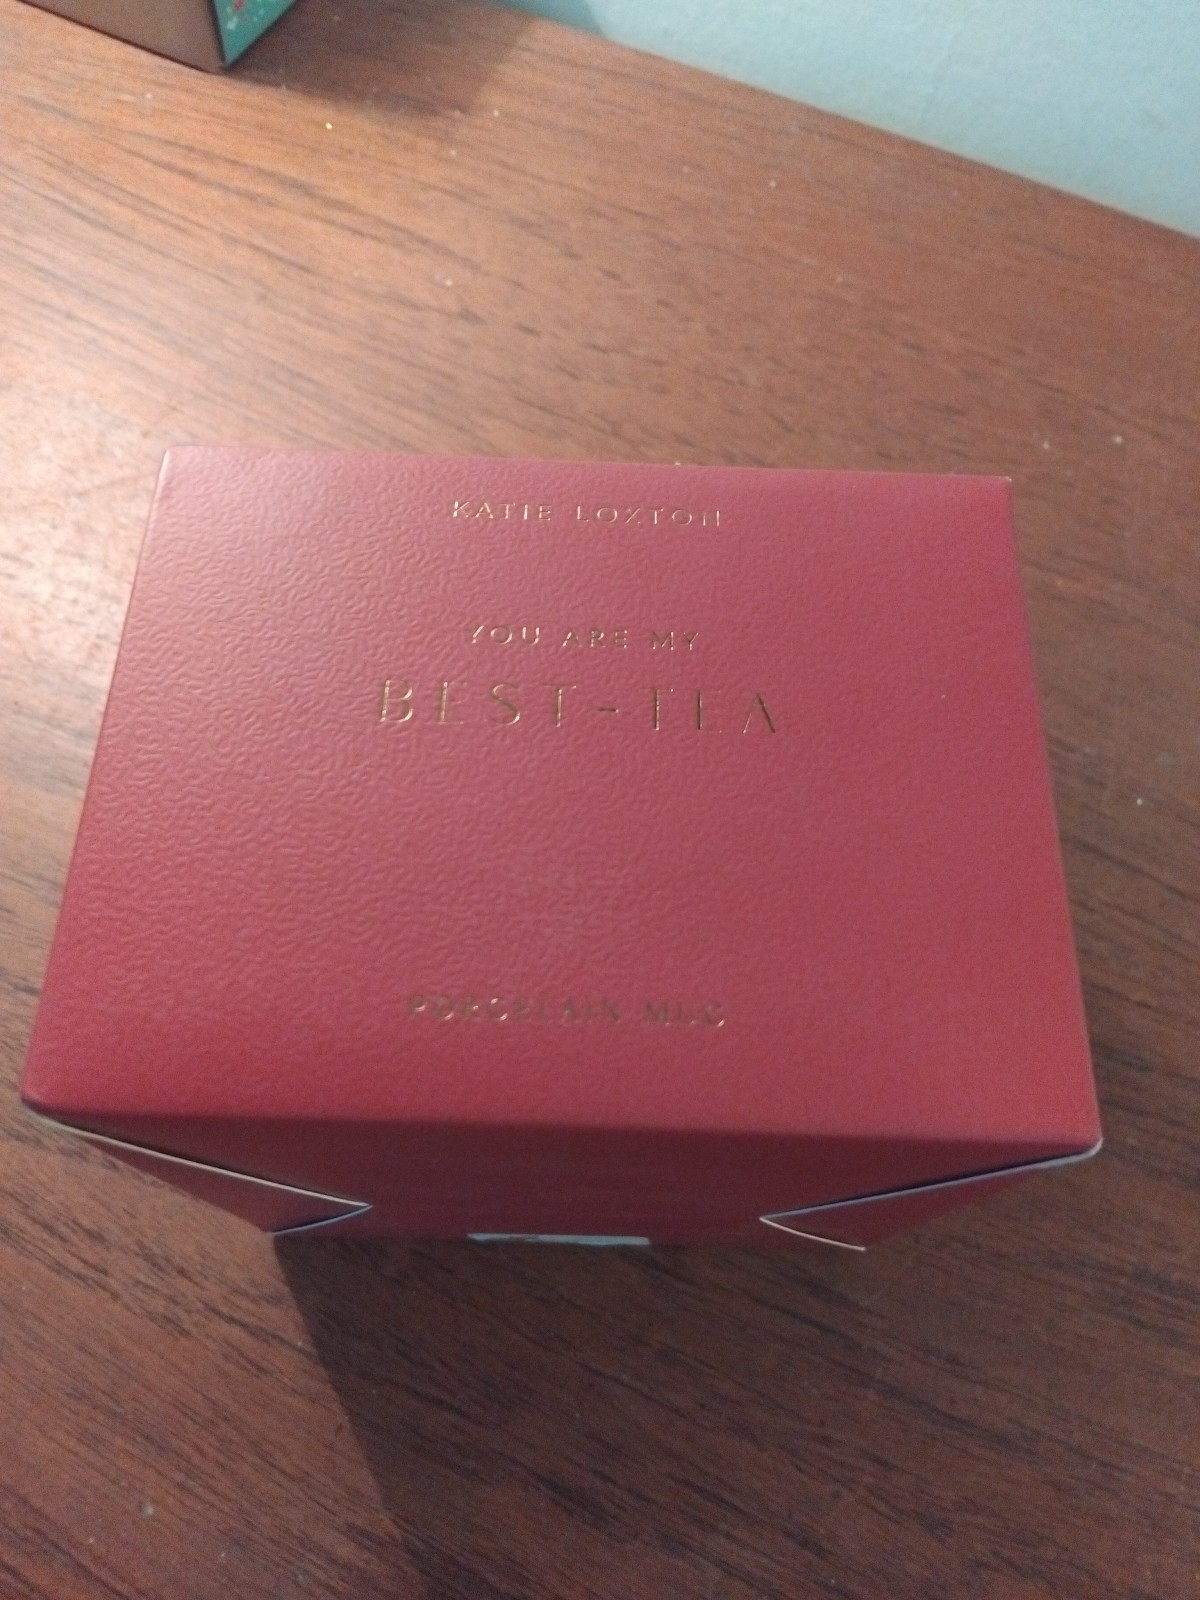 KATIE LOXTON
YOU ARE MY
BEST-TEA
PORCELAIN MUG